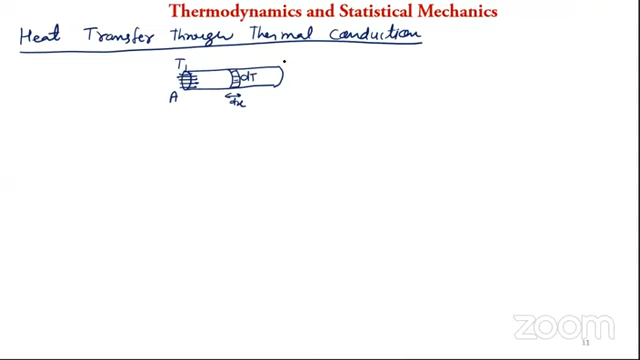 Thermodynamics and Statistical Mechanics
Heat Transfer Through Thermal Conduction
T1
dT
A
dx
zoom
11